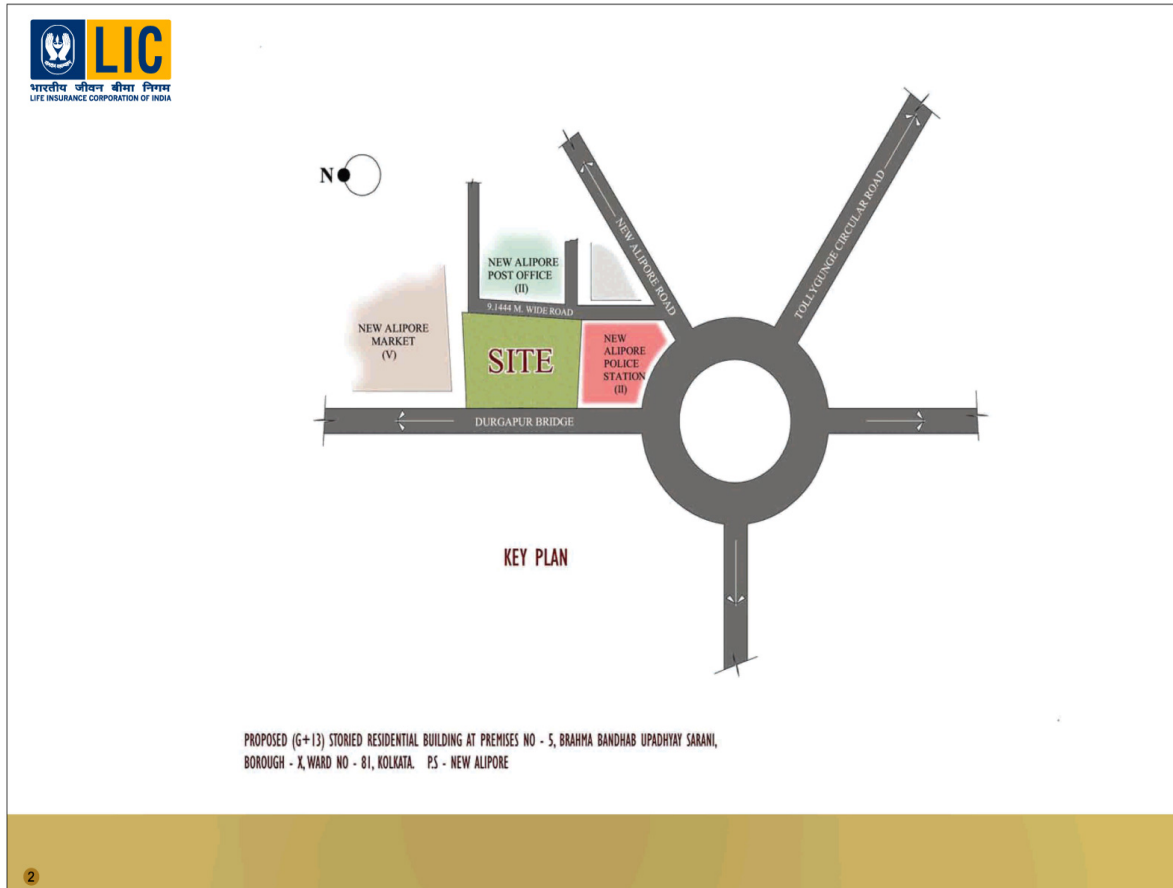 LIC
भारतीय जीवन बीमा निगम
LIFE INSURANCE CORPORATION OF INDIA
N
NEW ALIPORE ROAD
TOLLYGUNGE CIRCULAR ROAD
NEW ALIPORE
POST OFFICE
(II)
9.1444 M. WIDE ROAD
NEW ALIPORE
MARKET
(V)
SITE
NEW
ALIPORE
POLICE
STATION
(II)
DURGAPUR BRIDGE
KEY PLAN
PROPOSED (G+13) STORIED RESIDENTIAL BUILDING AT PREMISES NO - 5, BRAHMA BANDHAB UPADHYAY SARANI,
BOROUGH - X, WARD NO - 81, KOLKATA. P.S - NEW ALIPORE
2